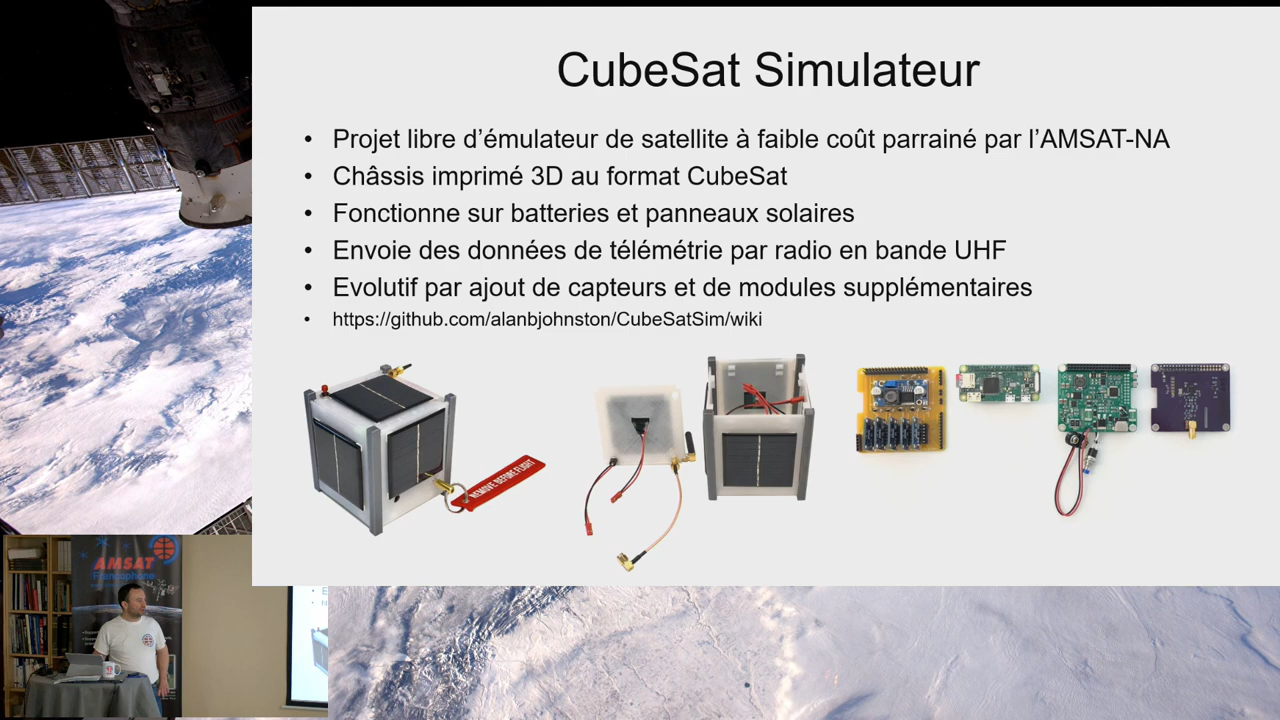 CubeSat Simulateur
• Projet libre d’émulateur de satellite à faible coût parrainé par l’AMSAT-NA
• Châssis imprimé 3D au format CubeSat
• Fonctionne sur batteries et panneaux solaires
• Envoie des données de télémétrie par radio en bande UHF
• Evolutif par ajout de capteurs et de modules supplémentaires
• https://github.com/alanbjohnston/CubeSatSim/wiki
REMOVE BEFORE FLIGHT
AMSAT
Francophone